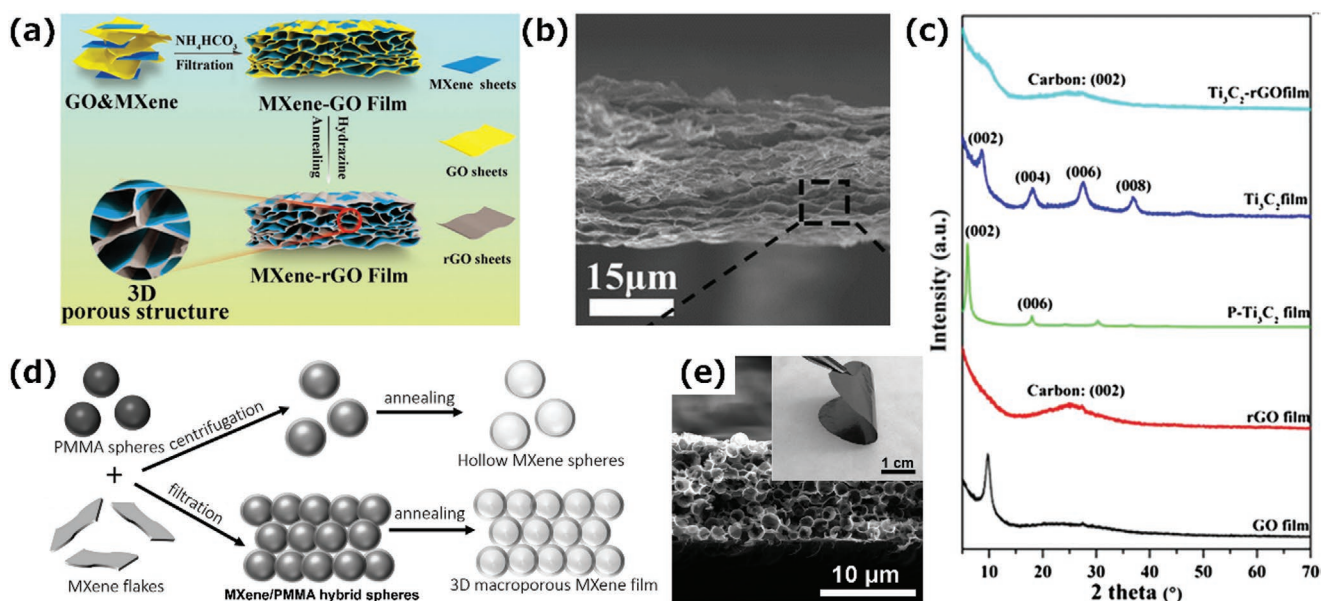 (a)
NH₄HCO₃
Filtration
GO&MXene
MXene-GO Film
MXene sheets
Annealing
Hydrazine
GO sheets
3D
porous structure
MXene-rGO Film
rGO sheets
(b)
15µm
(c)
Intensity (a.u.)
Carbon: (002)
Ti₃C₂-rGOfilm
(002)
(004)
(006)
(008)
Ti₃C₂film
(002)
(006)
P-Ti₃C₂ film
Carbon: (002)
rGO film
GO film
10
20
30
40
50
60
70
2 theta (°)
(d)
PMMA spheres
+
MXene flakes
centrifugation
annealing
Hollow MXene spheres
filtration
annealing
MXene/PMMA hybrid spheres
3D macroporous MXene film
(e)
1 cm
10 µm